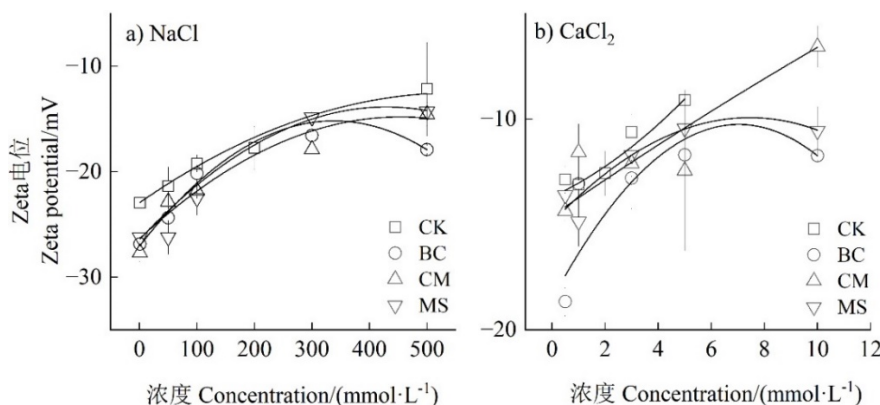 a) NaCl
b) CaCl₂
Zeta电位
Zeta potential/mV
−10
−20
−30
CK
BC
CM
MS
0 100 200 300 400 500
浓度 Concentration/(mmol·L⁻¹)
−10
−20
CK
BC
CM
MS
0 2 4 6 8 10
浓度 Concentration/(mmol·L⁻¹)